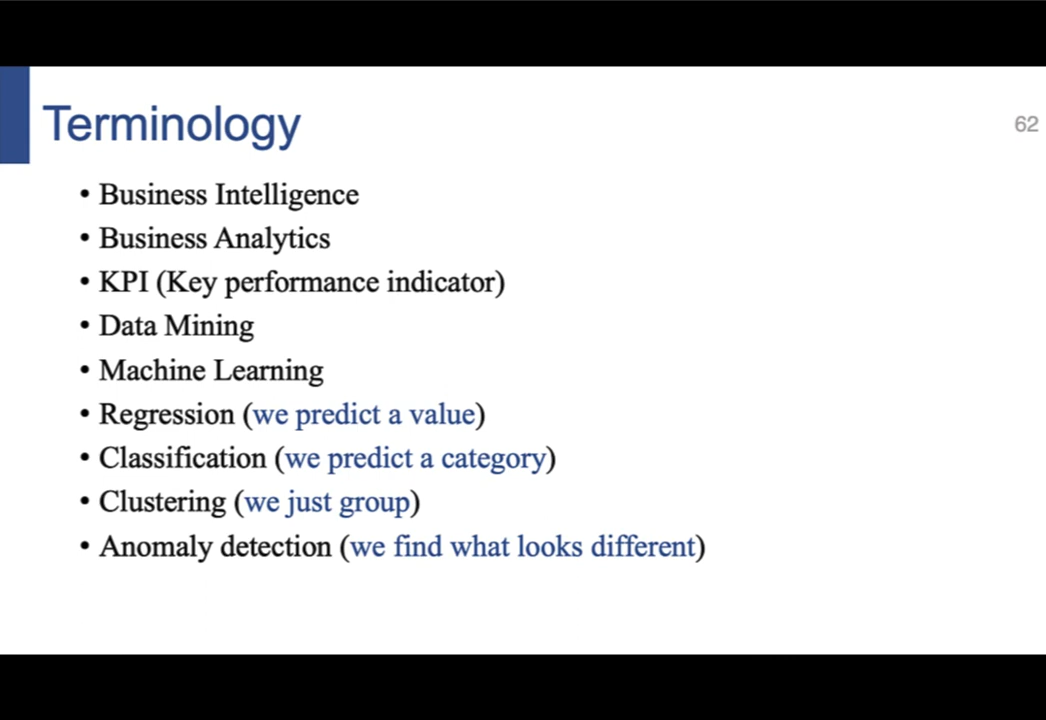 Terminology
62
• Business Intelligence
• Business Analytics
• KPI (Key performance indicator)
• Data Mining
• Machine Learning
• Regression (we predict a value)
• Classification (we predict a category)
• Clustering (we just group)
• Anomaly detection (we find what looks different)